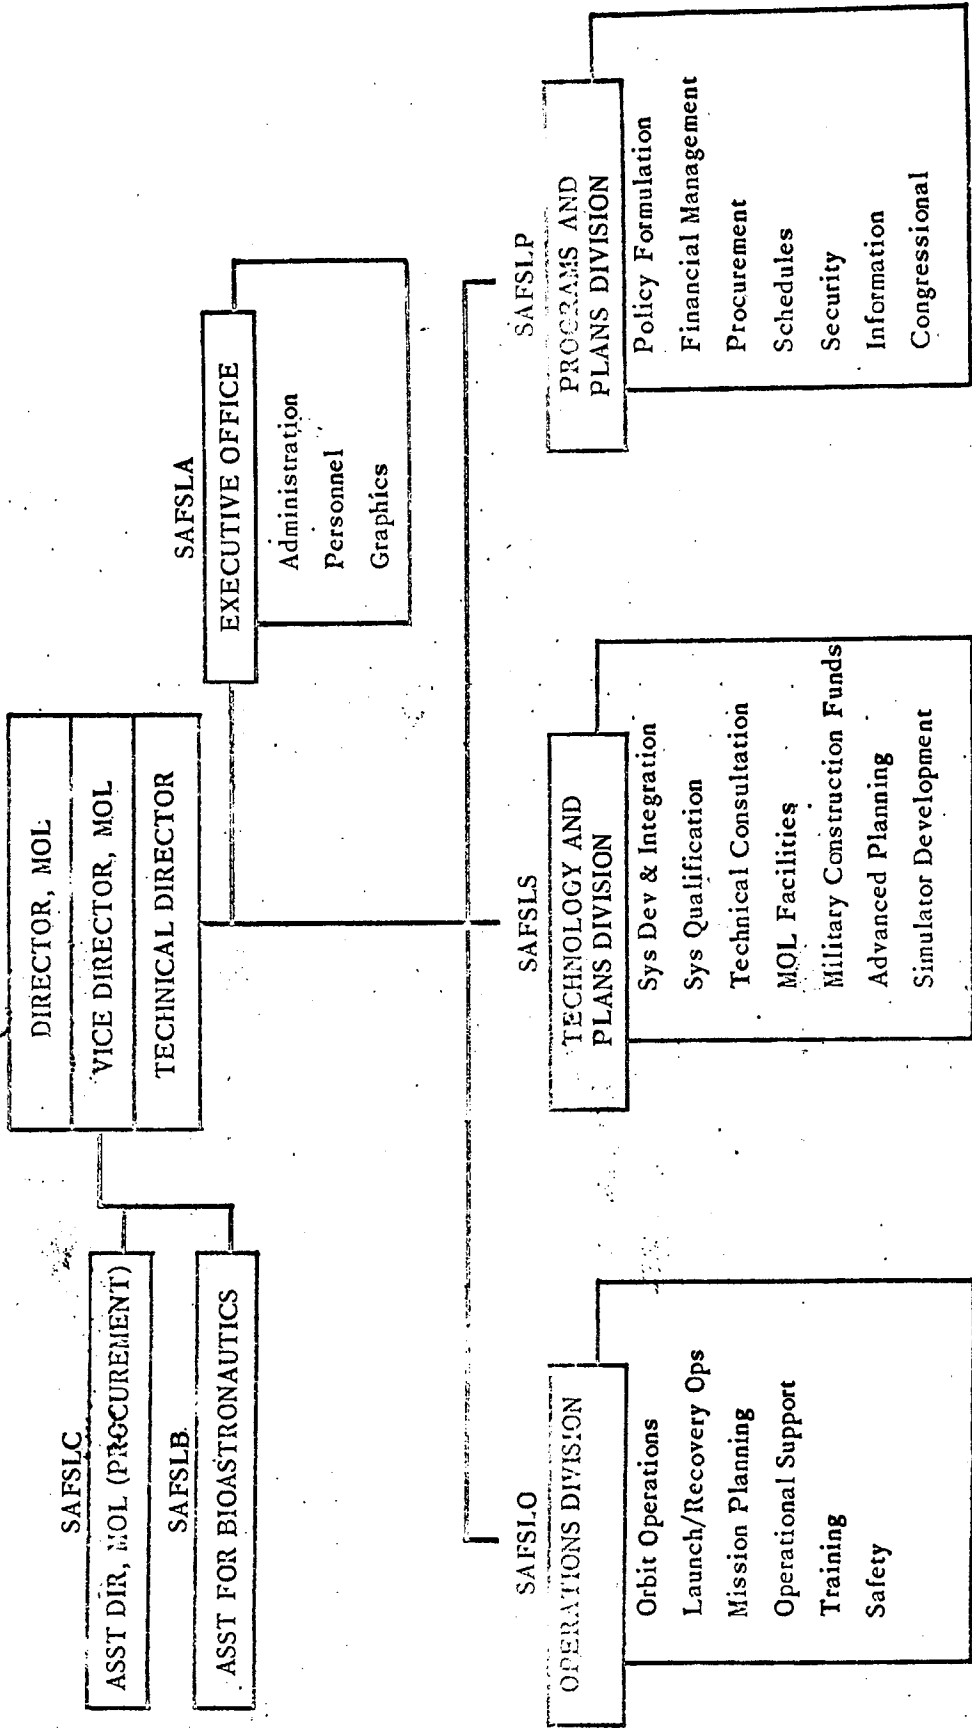 DIRECTOR, MOL
VICE DIRECTOR, MOL
TECHNICAL DIRECTOR
SAFSLC
ASST DIR, MOL (PROCUREMENT)
SAFSLB
ASST FOR BIOASTRONAUTICS
SAFSLA
EXECUTIVE OFFICE
Administration
Personnel
Graphics
SAFSLO
OPERATIONS DIVISION
Orbit Operations
Launch/Recovery Ops
Mission Planning
Operational Support
Training
Safety
SAFSLS
TECHNOLOGY AND
PLANS DIVISION
Sys Dev & Integration
Sys Qualification
Technical Consultation
MOL Facilities
Military Construction Funds
Advanced Planning
Simulator Development
SAFSLP
PROGRAMS AND
PLANS DIVISION
Policy Formulation
Financial Management
Procurement
Schedules
Security
Information
Congressional